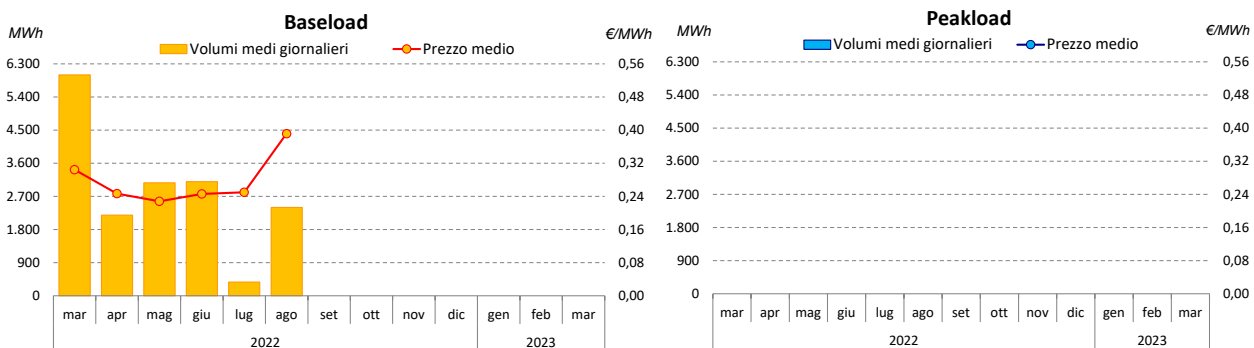 Baseload
MWh
€/MWh
Volumi medi giornalieri
Prezzo medio
6.300
5.400
4.500
3.600
2.700
1.800
900
0
0,56
0,48
0,40
0,32
0,24
0,16
0,08
0,00
mar apr mag giu lug ago set ott nov dic gen feb mar
2022 2023
Peakload
MWh
€/MWh
Volumi medi giornalieri
Prezzo medio
6.300
5.400
4.500
3.600
2.700
1.800
900
0
0,56
0,48
0,40
0,32
0,24
0,16
0,08
0,00
mar apr mag giu lug ago set ott nov dic gen feb mar
2022 2023